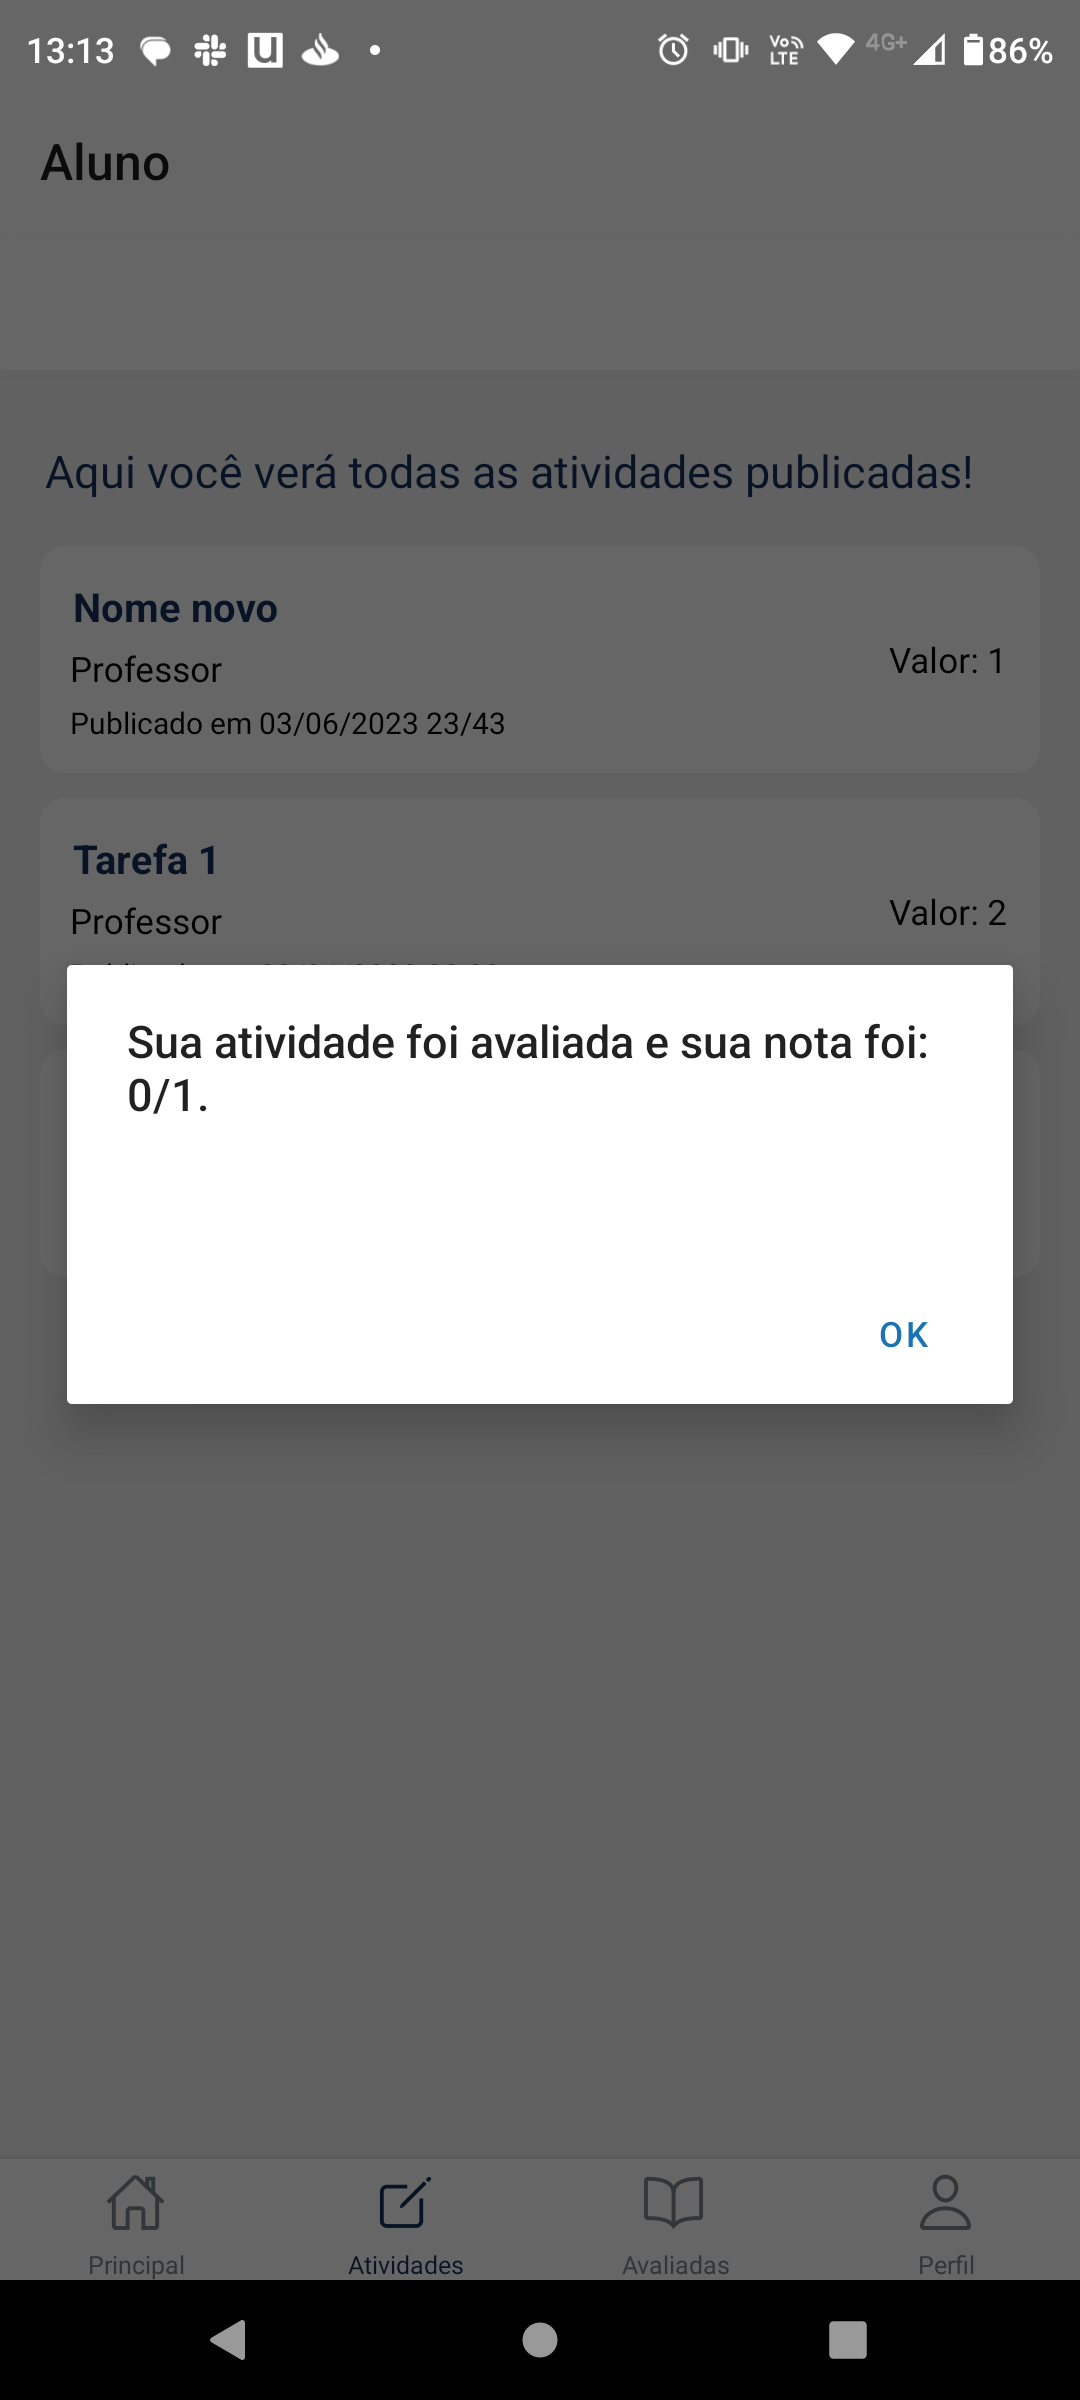 13:13
VoLTE
4G+
86%
Aluno
Aqui você verá todas as atividades publicadas!
Nome novo
Professor
Valor: 1
Publicado em 03/06/2023 23/43
Tarefa 1
Professor
Valor: 2
Sua atividade foi avaliada e sua nota foi:
0/1.
OK
Principal
Atividades
Avaliadas
Perfil